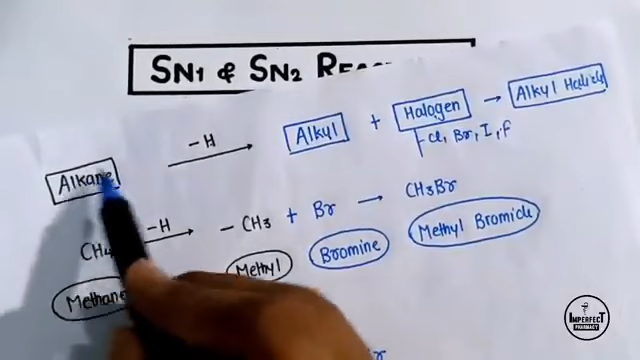 SN1 & SN2
Alkane – H Alkyl + Halogen → Alkyl Halide
Cl, Br, I, F
CH4 – H – CH3 + Br → CH3Br
Methane Methyl Bromine Methyl Bromide
IMPERFECT
PHARMACY